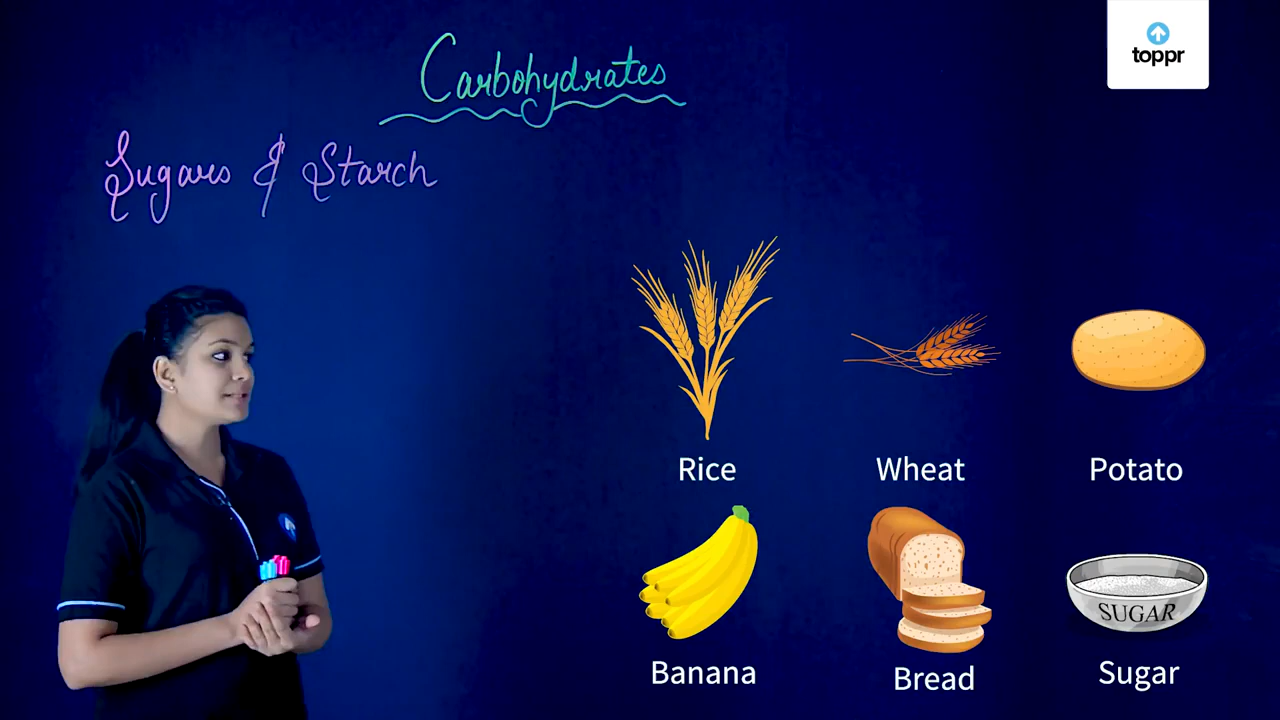 Carbohydrates
toppr
Sugars & Starch
Rice
Wheat
Potato
SUGAR
Banana
Bread
Sugar